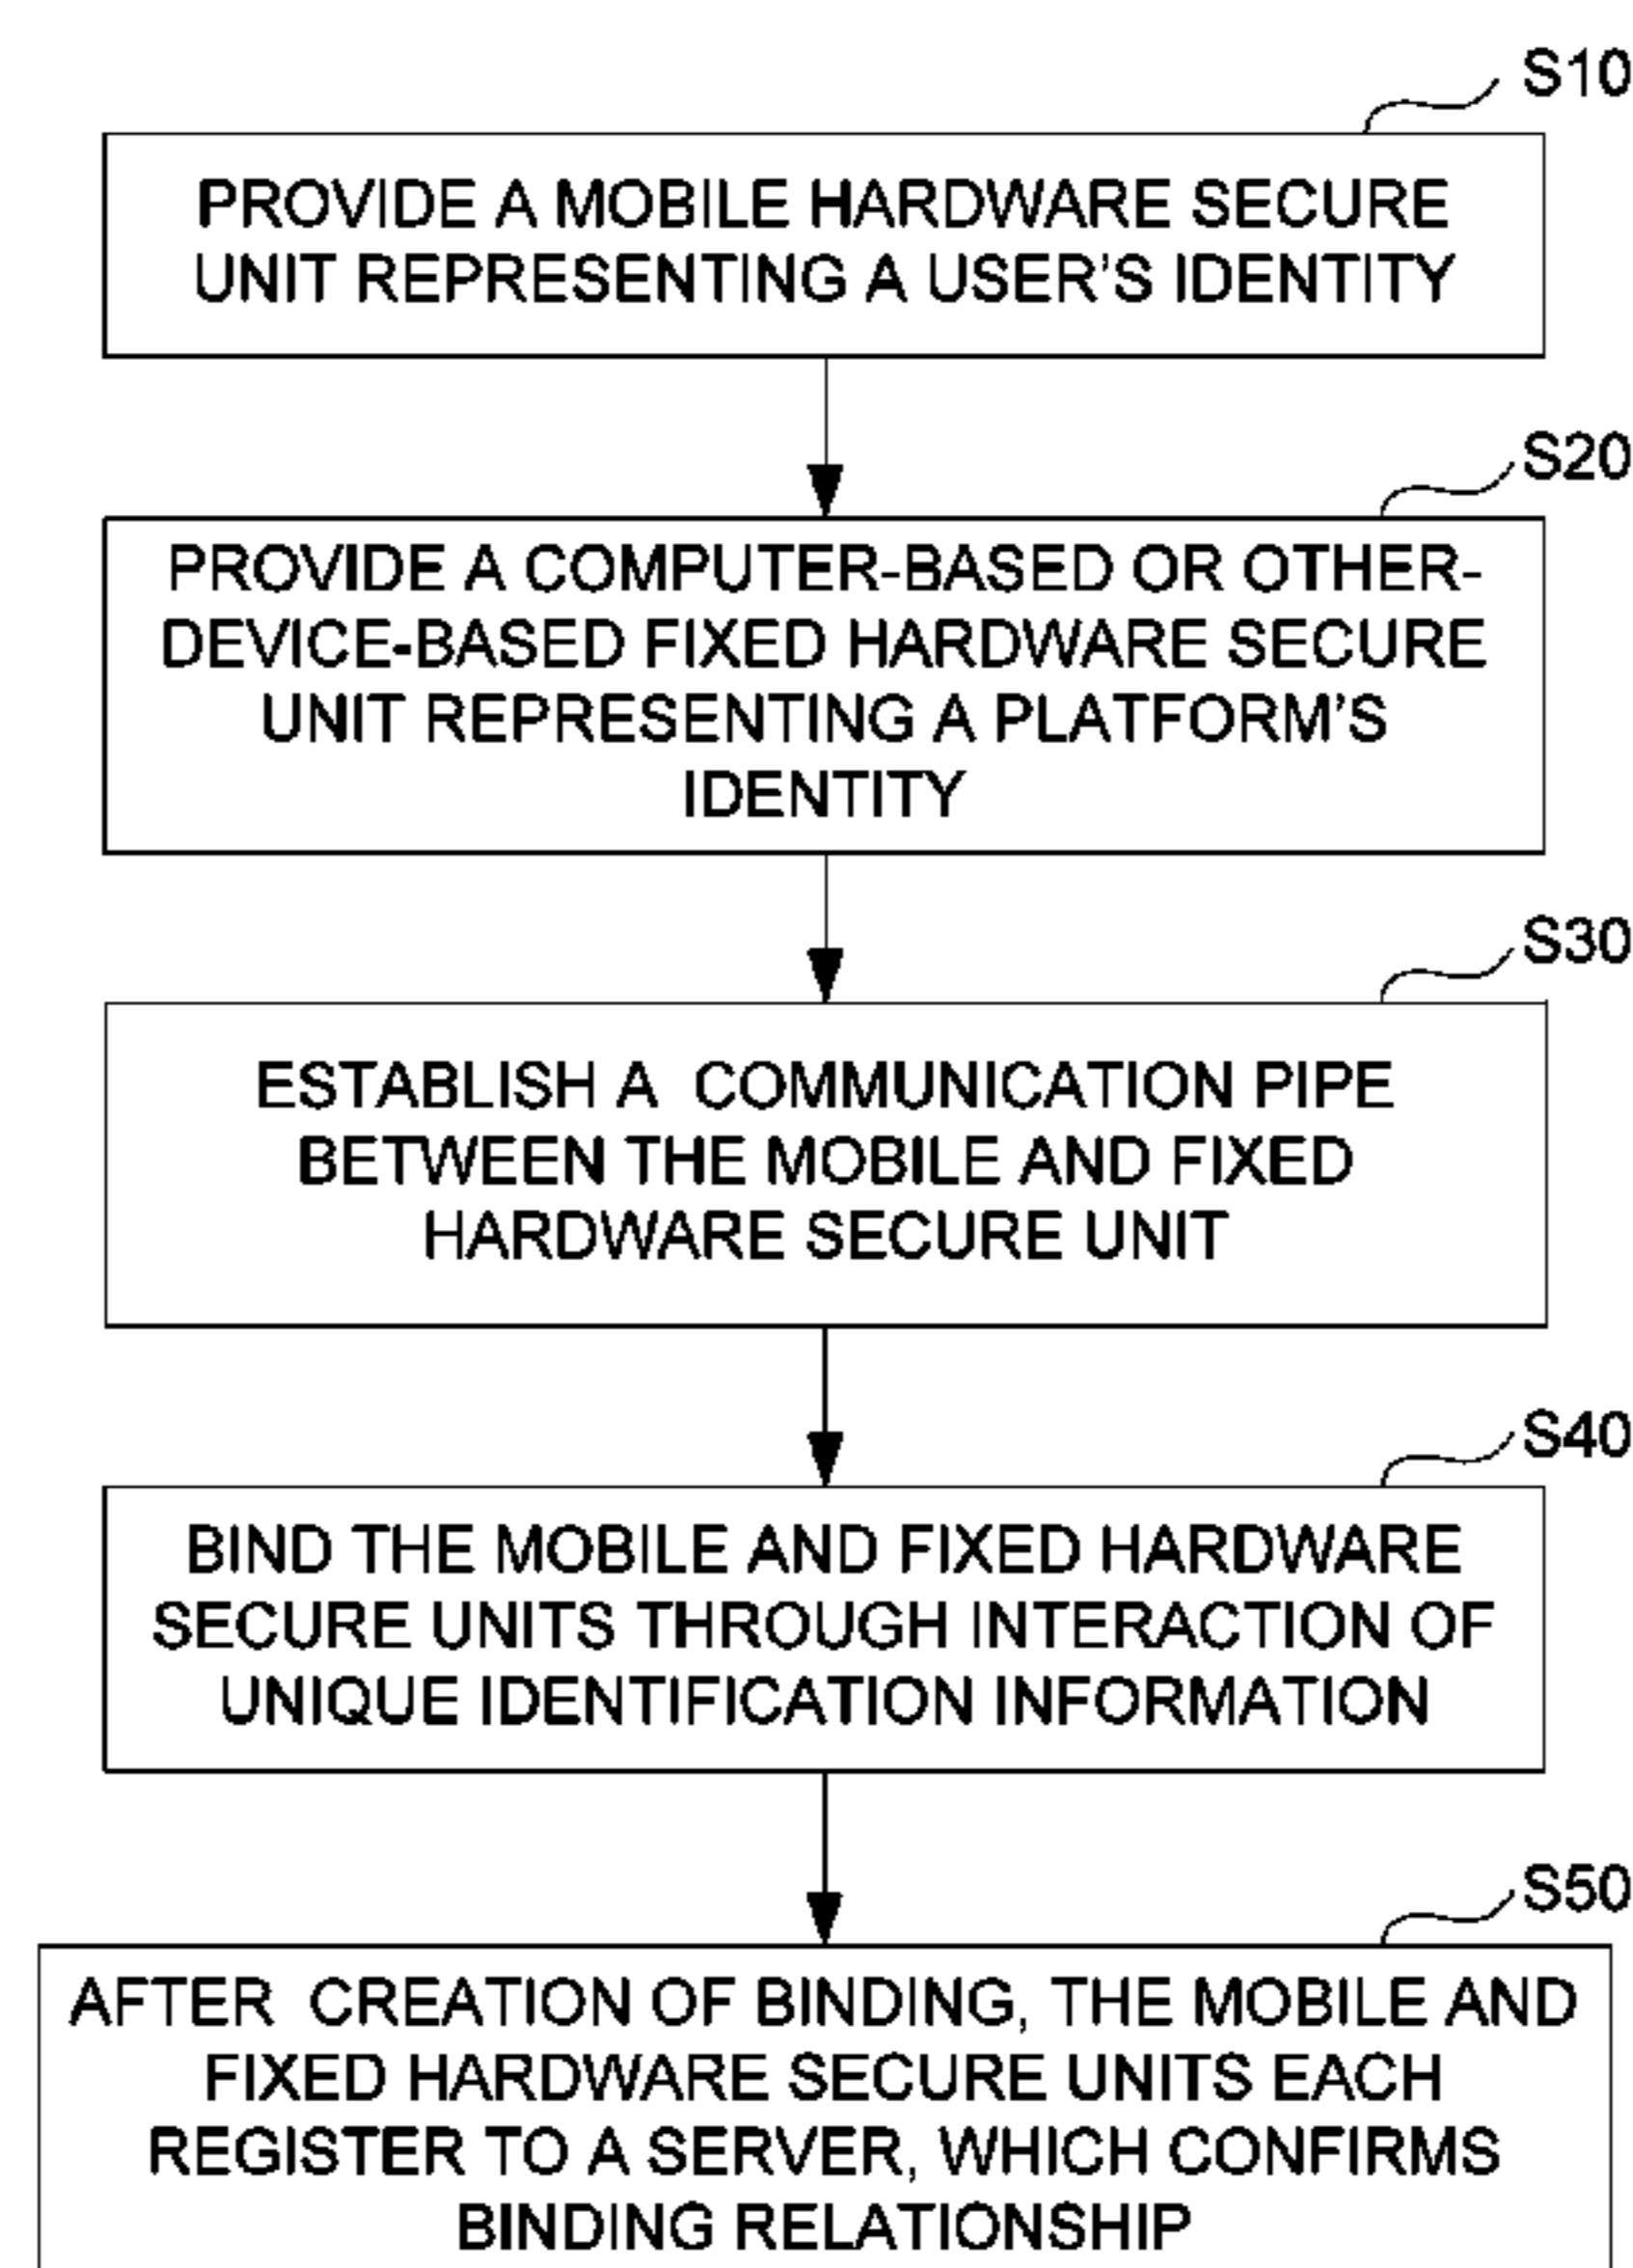 S10
PROVIDE A MOBILE HARDWARE SECURE
UNIT REPRESENTING A USER'S IDENTITY
S20
PROVIDE A COMPUTER-BASED OR OTHER-
DEVICE-BASED FIXED HARDWARE SECURE
UNIT REPRESENTING A PLATFORM'S
IDENTITY
S30
ESTABLISH A COMMUNICATION PIPE
BETWEEN THE MOBILE AND FIXED
HARDWARE SECURE UNIT
S40
BIND THE MOBILE AND FIXED HARDWARE
SECURE UNITS THROUGH INTERACTION OF
UNIQUE IDENTIFICATION INFORMATION
S50
AFTER CREATION OF BINDING, THE MOBILE AND
FIXED HARDWARE SECURE UNITS EACH
REGISTER TO A SERVER, WHICH CONFIRMS
BINDING RELATIONSHIP